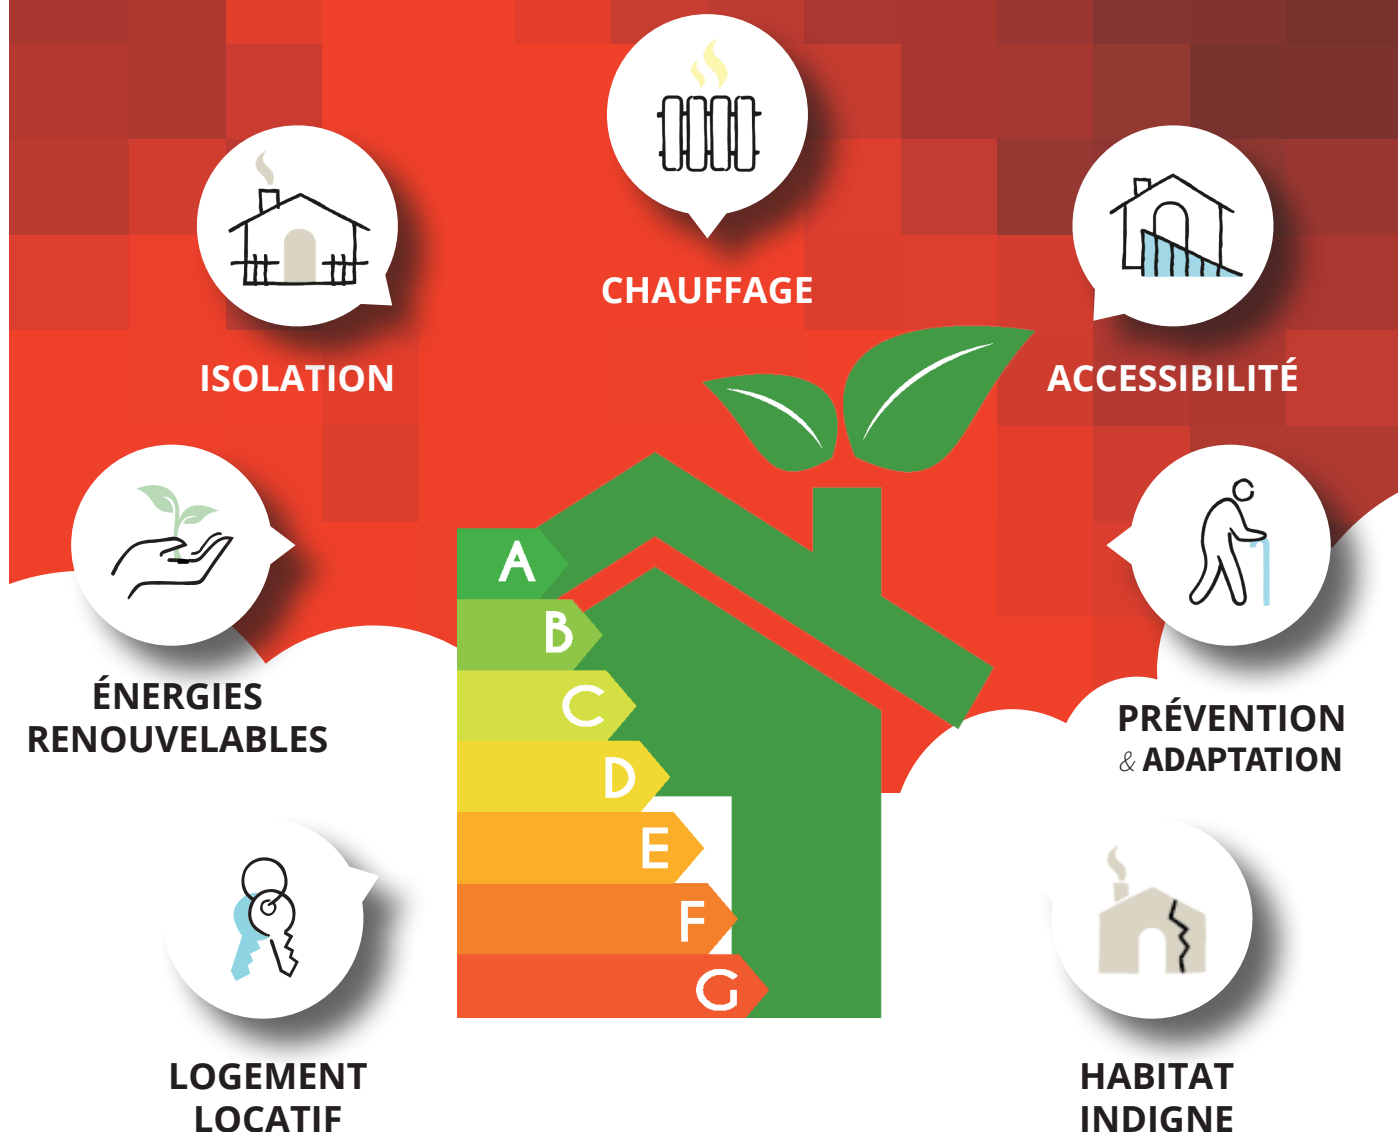 CHAUFFAGE
ISOLATION
ACCESSIBILITÉ
ÉNERGIES
RENOUVELABLES
PRÉVENTION
& ADAPTATION
A
B
C
D
E
F
G
LOGEMENT
LOCATIF
HABITAT
INDIGNE